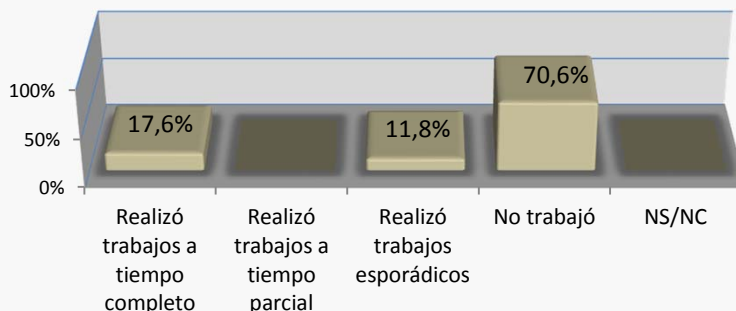 100%
50%
0%
17,6%
11,8%
70,6%
Realizó
trabajos a
tiempo
completo
Realizó
trabajos a
tiempo
parcial
Realizó
trabajos
esporádicos
No trabajó
NS/NC